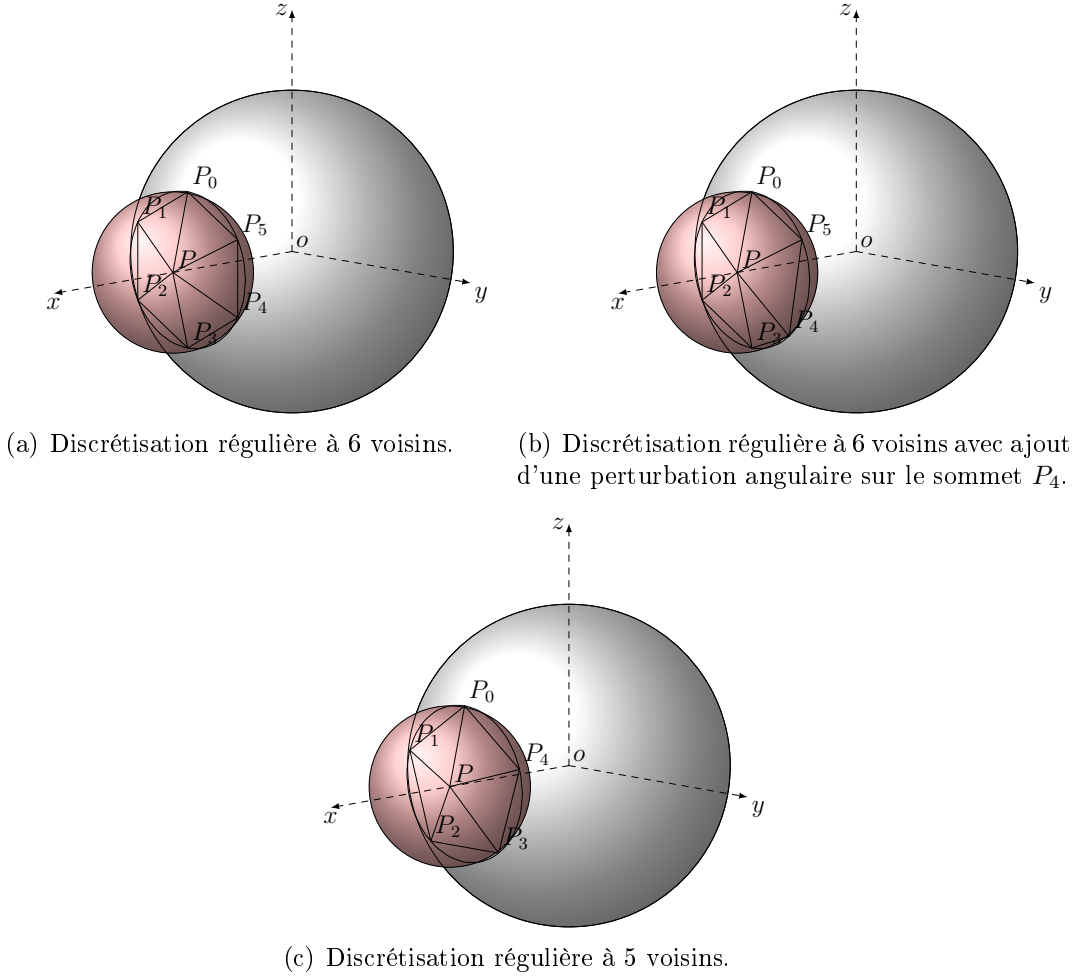 z
P₀
P₁
P₅
P
o
P₂
P₄
x
y
P₃
(a) Discrétisation régulière à 6 voisins.
z
P₀
P₁
P₅
P
o
P₂
P₄
x
y
P₃
(b) Discrétisation régulière à 6 voisins avec ajout
d'une perturbation angulaire sur le sommet P₄.
z
P₀
P₁
P₄
o
P
P₂
P₃
x
y
(c) Discrétisation régulière à 5 voisins.